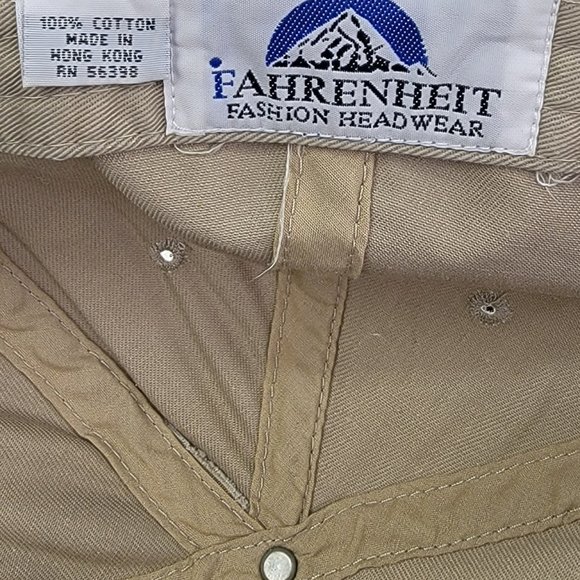 100% COTTON
MADE IN
HONG KONG
RN 56398
FAHRENHEIT
FASHION HEADWEAR